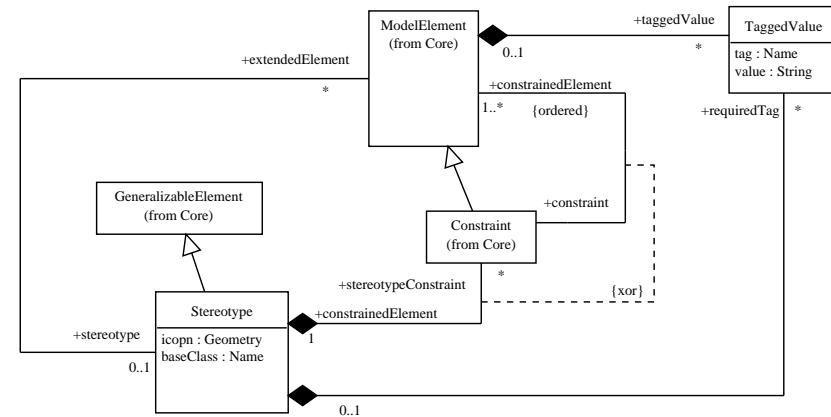 ModelElement
(from Core)
+taggedValue
0..1
*
TaggedValue
tag : Name
value : String
+extendedElement
*
+constrainedElement
1..*
{ordered}
+requiredTag
*
GeneralizableElement
(from Core)
+constraint
Constraint
(from Core)
*
+stereotypeConstraint
{xor}
Stereotype
icopn : Geometry
baseClass : Name
+constrainedElement
1
+stereotype
0..1
0..1